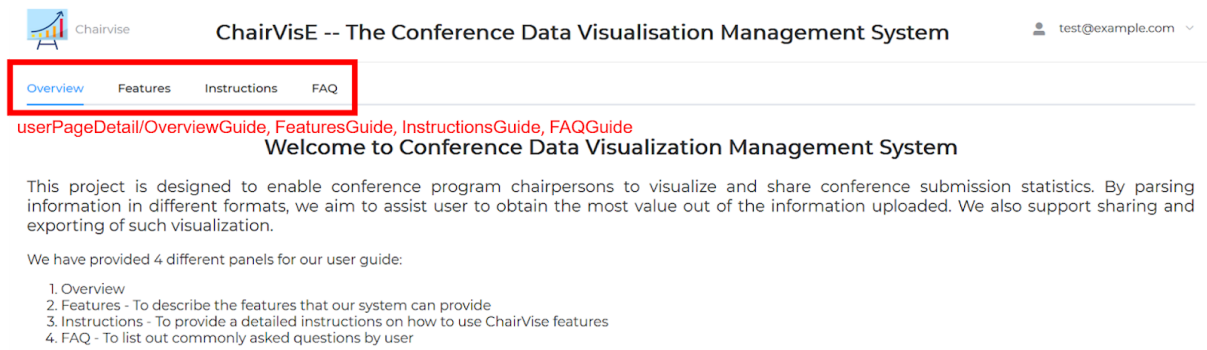 Chairvise
ChairVisE -- The Conference Data Visualisation Management System
test@example.com
Overview Features Instructions FAQ
userPageDetail/OverviewGuide, FeaturesGuide, InstructionsGuide, FAQGuide
Welcome to Conference Data Visualization Management System
This project is designed to enable conference program chairpersons to visualize and share conference submission statistics. By parsing
information in different formats, we aim to assist user to obtain the most value out of the information uploaded. We also support sharing and
exporting of such visualization.
We have provided 4 different panels for our user guide:
1. Overview
2. Features - To describe the features that our system can provide
3. Instructions - To provide a detailed instructions on how to use ChairVise features
4. FAQ - To list out commonly asked questions by user